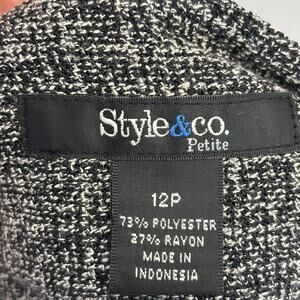 Style&co.
Petite
12P
73% POLYESTER
27% RAYON
MADE IN
INDONESIA